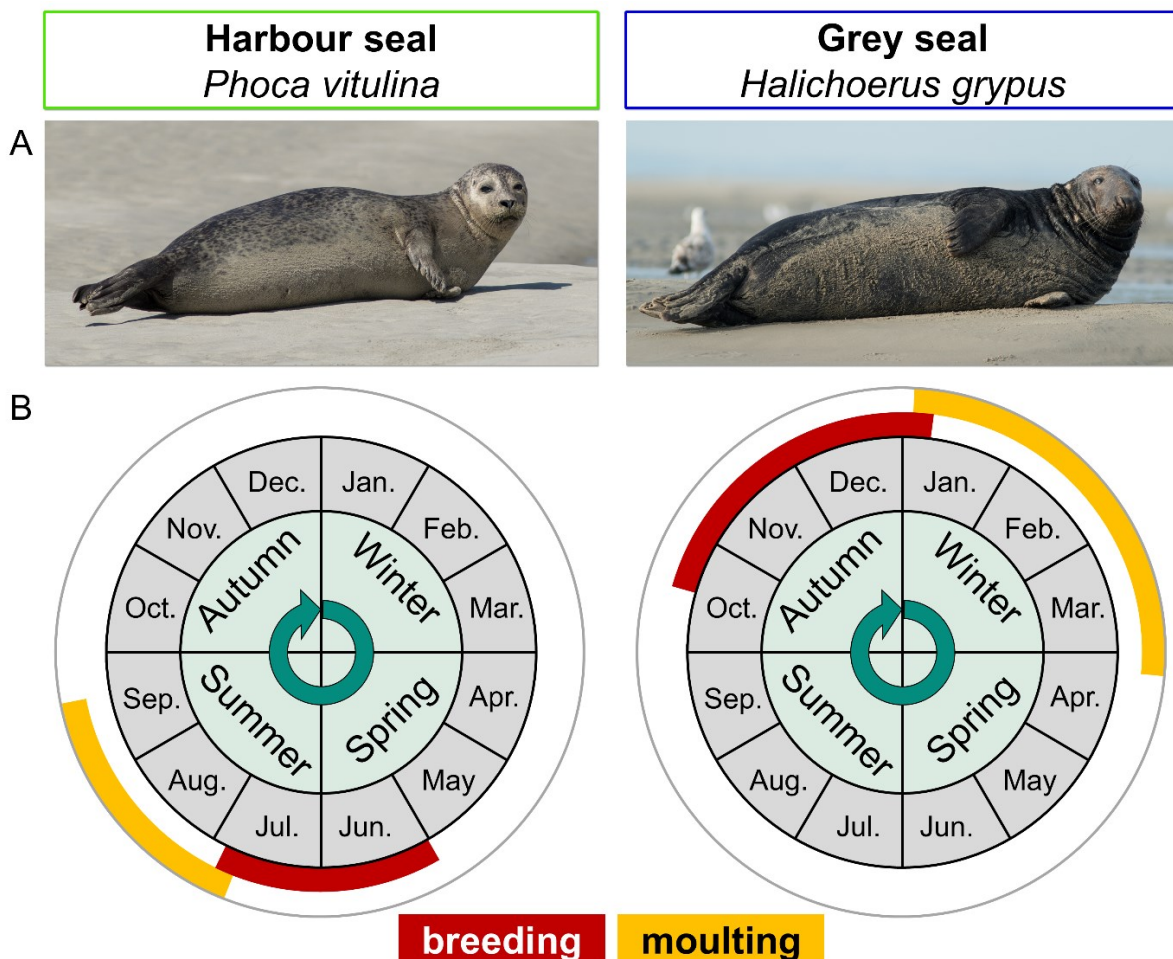 Harbour seal
Phoca vitulina
Grey seal
Halichoerus grypus
A
B
Jan.
Feb.
Mar.
Apr.
May
Jun.
Jul.
Aug.
Sep.
Oct.
Nov.
Dec.
Winter
Spring
Summer
Autumn
Jan.
Feb.
Mar.
Apr.
May
Jun.
Jul.
Aug.
Sep.
Oct.
Nov.
Dec.
Winter
Spring
Summer
Autumn
breeding
moulting